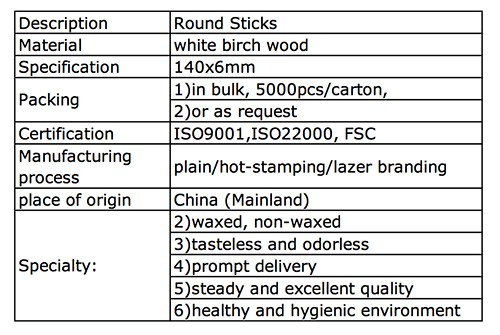 Description Round Sticks
Material white birch wood
Specification 140x6mm
Packing 1)in bulk, 5000pcs/carton,
2)or as request
Certification ISO9001,ISO22000, FSC
Manufacturing process plain/hot-stamping/lazer branding
place of origin China (Mainland)
Specialty: 2)waxed, non-waxed
3)tasteless and odorless
4)prompt delivery
5)steady and excellent quality
6)healthy and hygienic environment